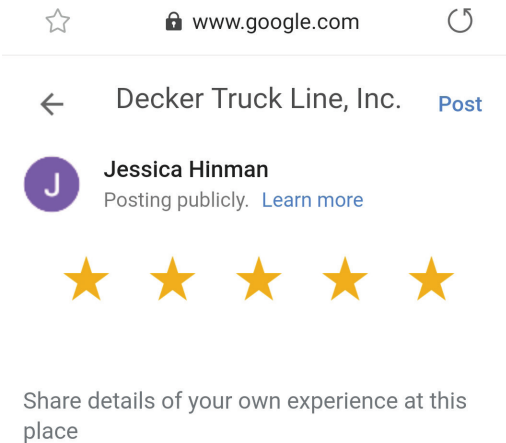 www.google.com
Decker Truck Line, Inc.
Post
J
Jessica Hinman
Posting publicly. Learn more
Share details of your own experience at this
place